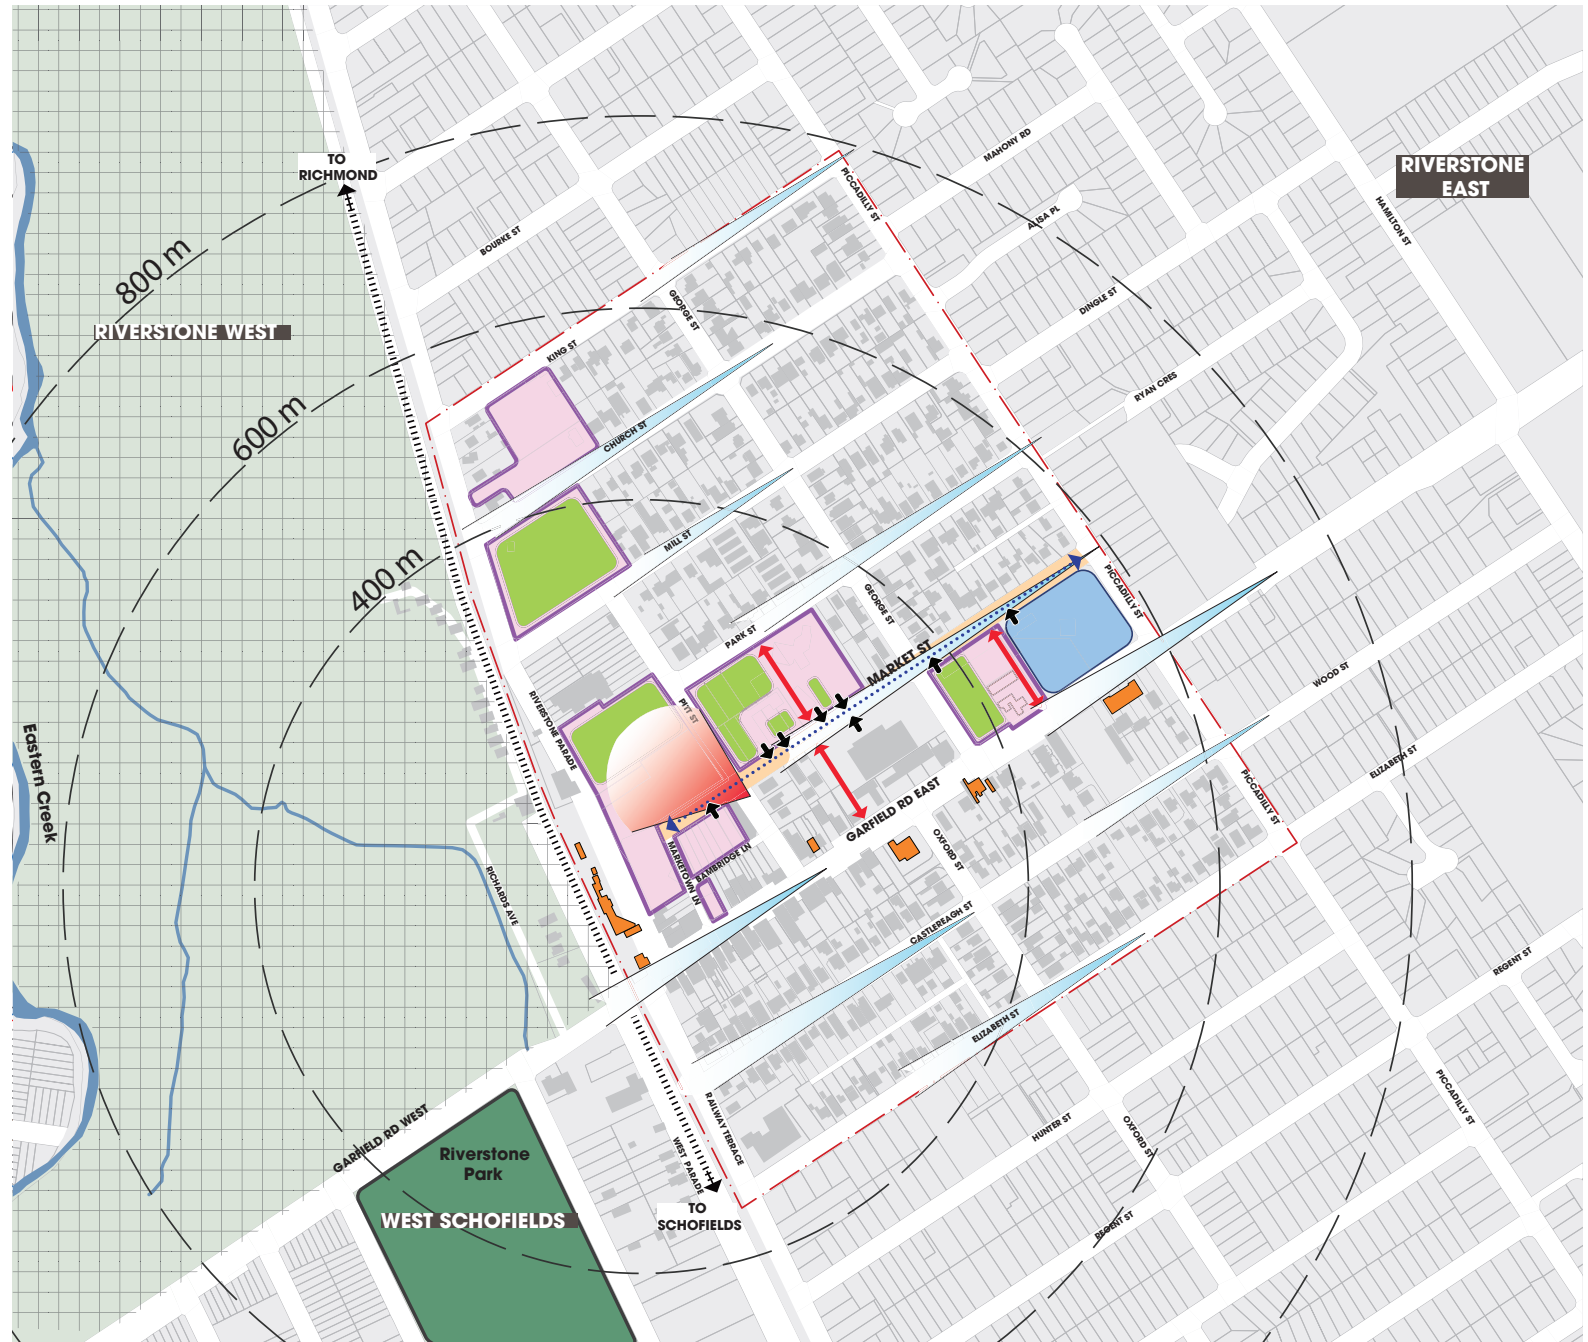 TO
RICHMOND
RIVERSTONE
EAST
MAHONY RD
PICCADILLY ST
ALISA PL
HAMILTON ST
BOURKE ST
800 m
DINGLE ST
GEORGE ST
RIVERSTONE WEST
KING ST
RYAN CRES
600 m
CHURCH ST
MILL ST
400 m
PICCADILLY ST
GEORGE ST
PARK ST
MARKET ST
WOOD ST
PITT ST
RIVERSTONE PARADE
Eastern Creek
ELIZABETH ST
PICCADILLY ST
GARFIELD RD EAST
OXFORD ST
MARKETOWN LN
BAMBRIDGE LN
RICHARDS AVE
CASTLEREAGH ST
REGENT ST
ELIZABETH ST
PICCADILLY ST
GARFIELD RD WEST
RAILWAY TERRACE
WEST PARADE
HUNTER ST
OXFORD ST
Riverstone
Park
WEST SCHOFIELDS
TO
SCHOFIELDS
REGENT ST